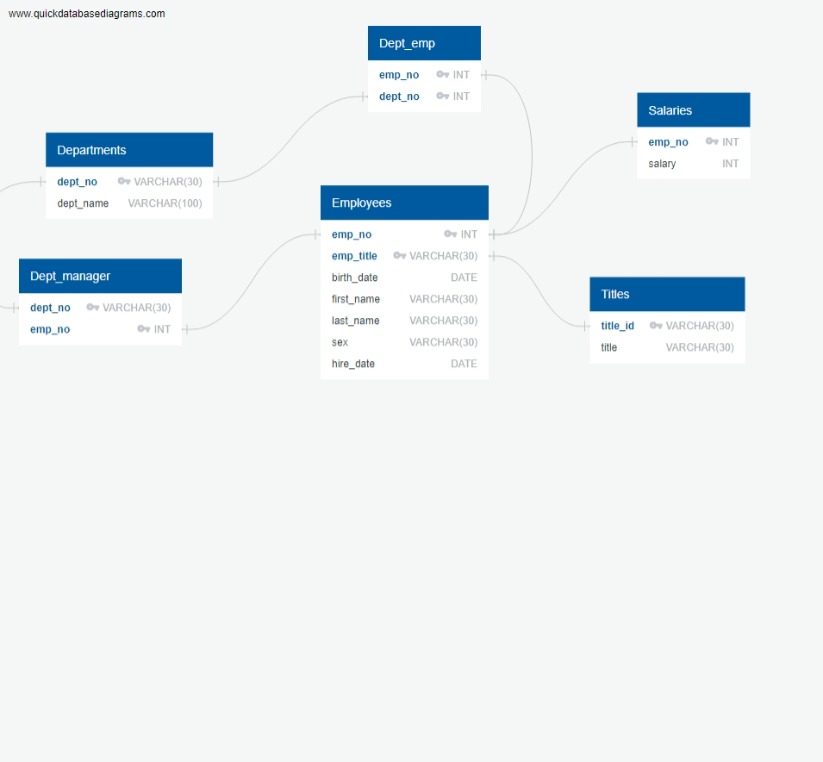 www.quickdatabasediagrams.com
Dept_emp
emp_no INT
dept_no INT
Salaries
emp_no INT
salary INT
Departments
dept_no VARCHAR(30)
dept_name VARCHAR(100)
Employees
emp_no INT
emp_title VARCHAR(30)
birth_date DATE
first_name VARCHAR(30)
last_name VARCHAR(30)
sex VARCHAR(30)
hire_date DATE
Dept_manager
dept_no VARCHAR(30)
emp_no INT
Titles
title_id VARCHAR(30)
title VARCHAR(30)